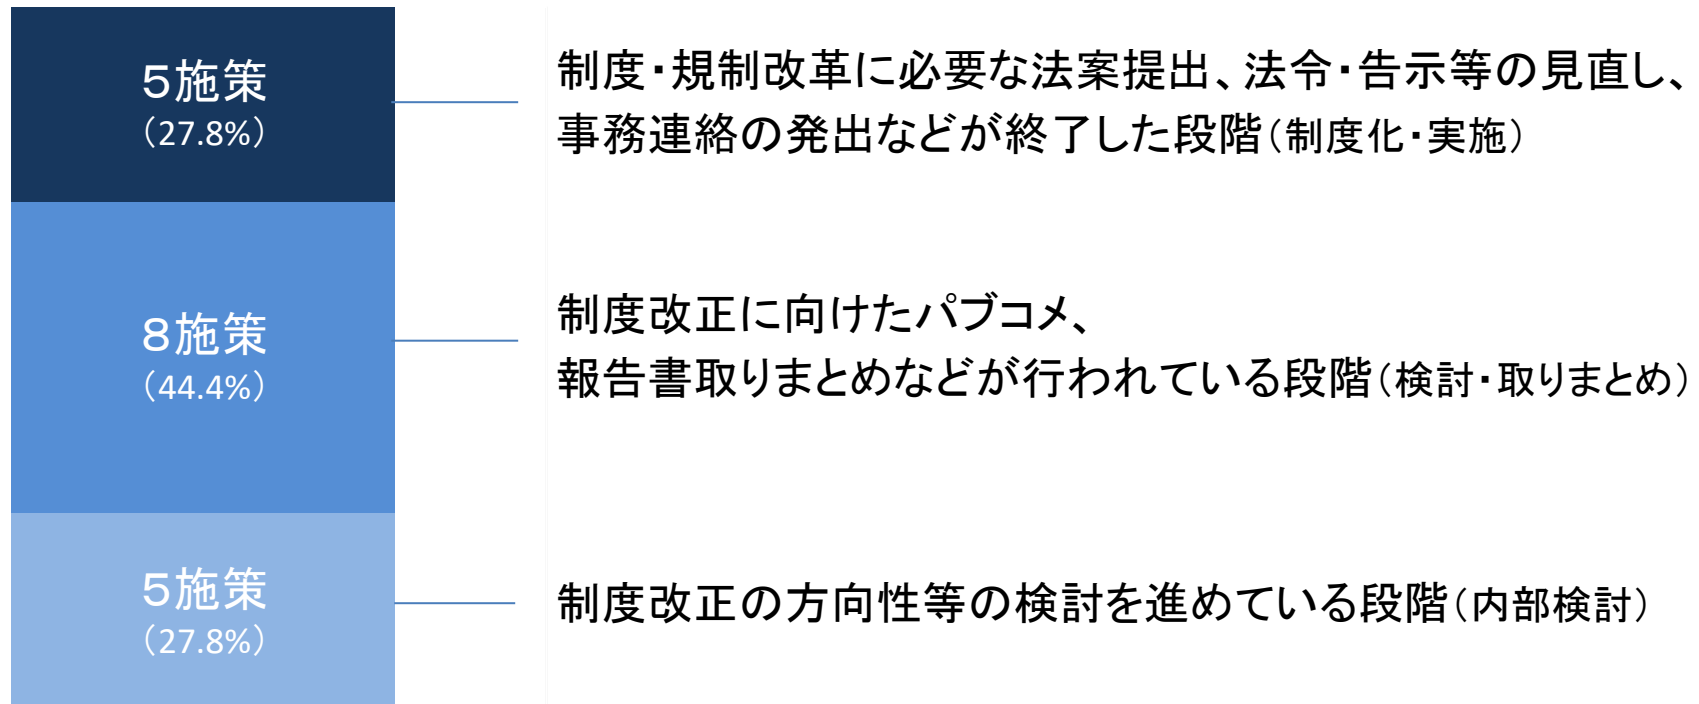 ５施策
（27.8%）
制度・規制改革に必要な法案提出、法令・告示等の見直し、
事務連絡の発出などが終了した段階（制度化・実施）
８施策
（44.4%）
制度改正に向けたパブコメ、
報告書取りまとめなどが行われている段階（検討・取りまとめ）
５施策
（27.8%）
制度改正の方向性等の検討を進めている段階（内部検討）